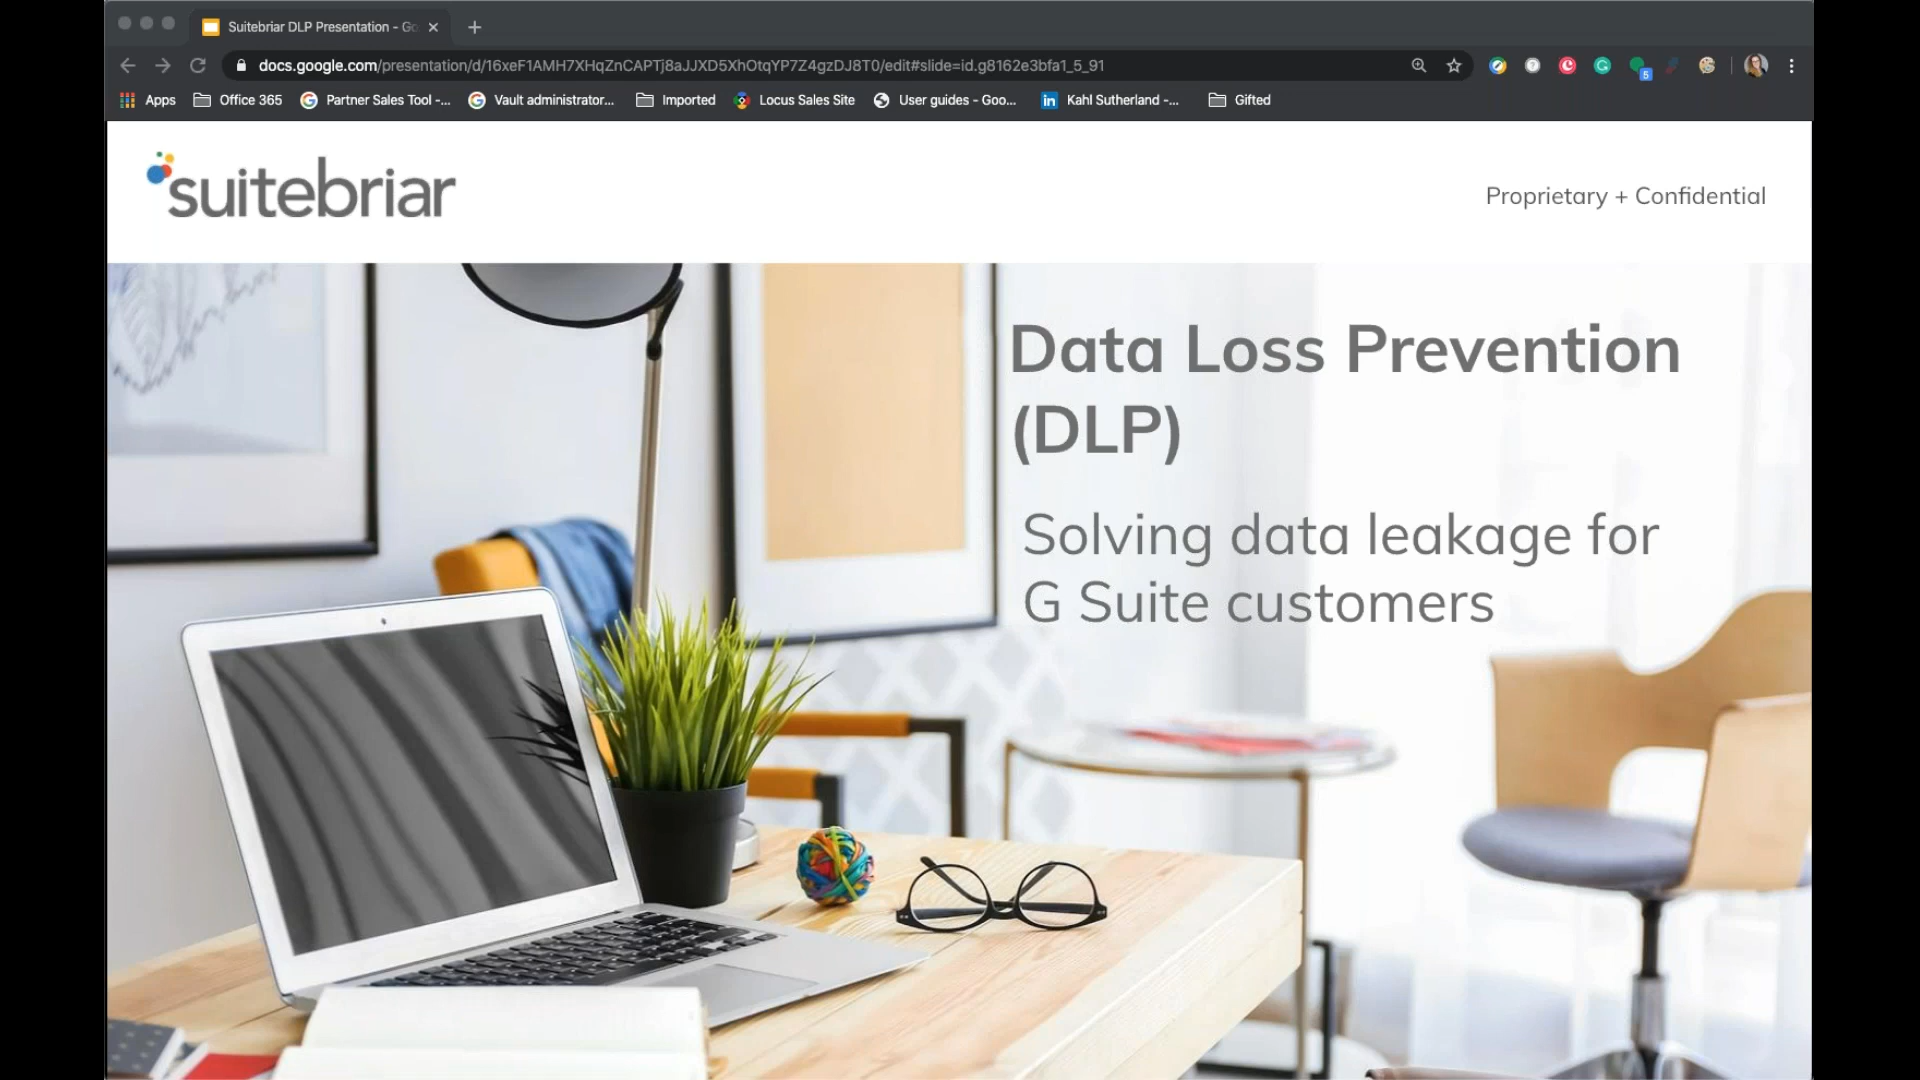 Suitebriar DLP Presentation - Go
docs.google.com/presentation/d/16xeF1AMH7XHqZnCAPTj8aJJXD5XhOtqYP7Z4gzDJ8T0/edit#slide=id.g8162e3bfa1_5_91
5
Apps
Office 365
Partner Sales Tool -...
Vault administrator...
Imported
Locus Sales Site
User guides - Goo...
in
Kahl Sutherland -...
Gifted
suitebriar
Proprietary + Confidential
Data Loss Prevention
(DLP)
Solving data leakage for
G Suite customers